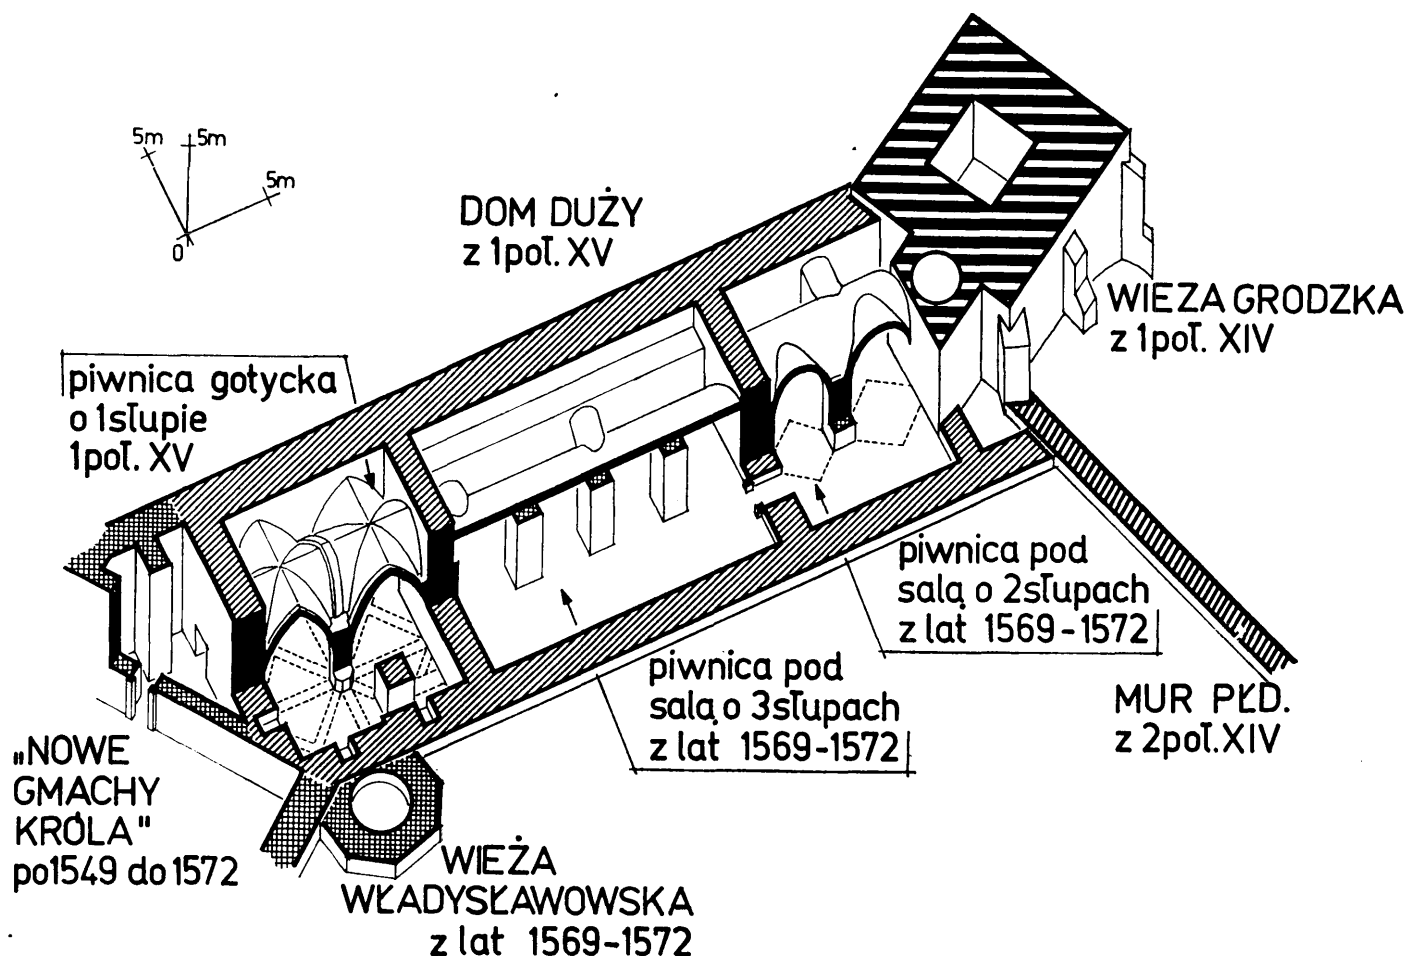 5m
5m
5m
0
DOM DUŻY
z 1poł. XV
WIEZA GRODZKA
z 1poł. XIV
piwnica gotycka
o 1słupie
1poł. XV
piwnica pod
salą o 2słupach
z lat 1569-1572
piwnica pod
salą o 3słupach
z lat 1569-1572
MUR PŁD.
z 2poł.XIV
„NOWE
GMACHY
KRÓLA"
po1549 do 1572
WIEŻA
WŁADYSŁAWOWSKA
z lat 1569-1572